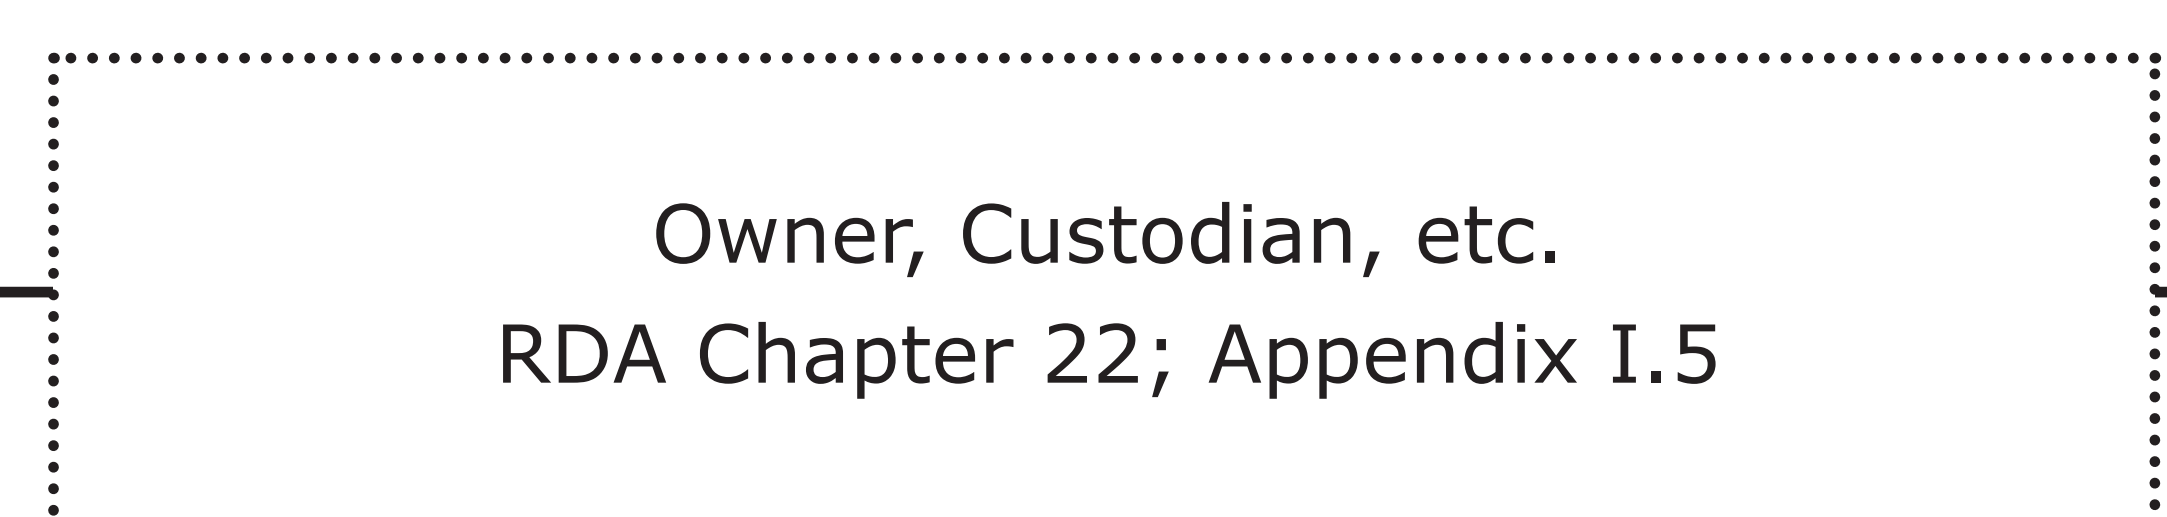 Owner, Custodian, etc.
RDA Chapter 22; Appendix I.5